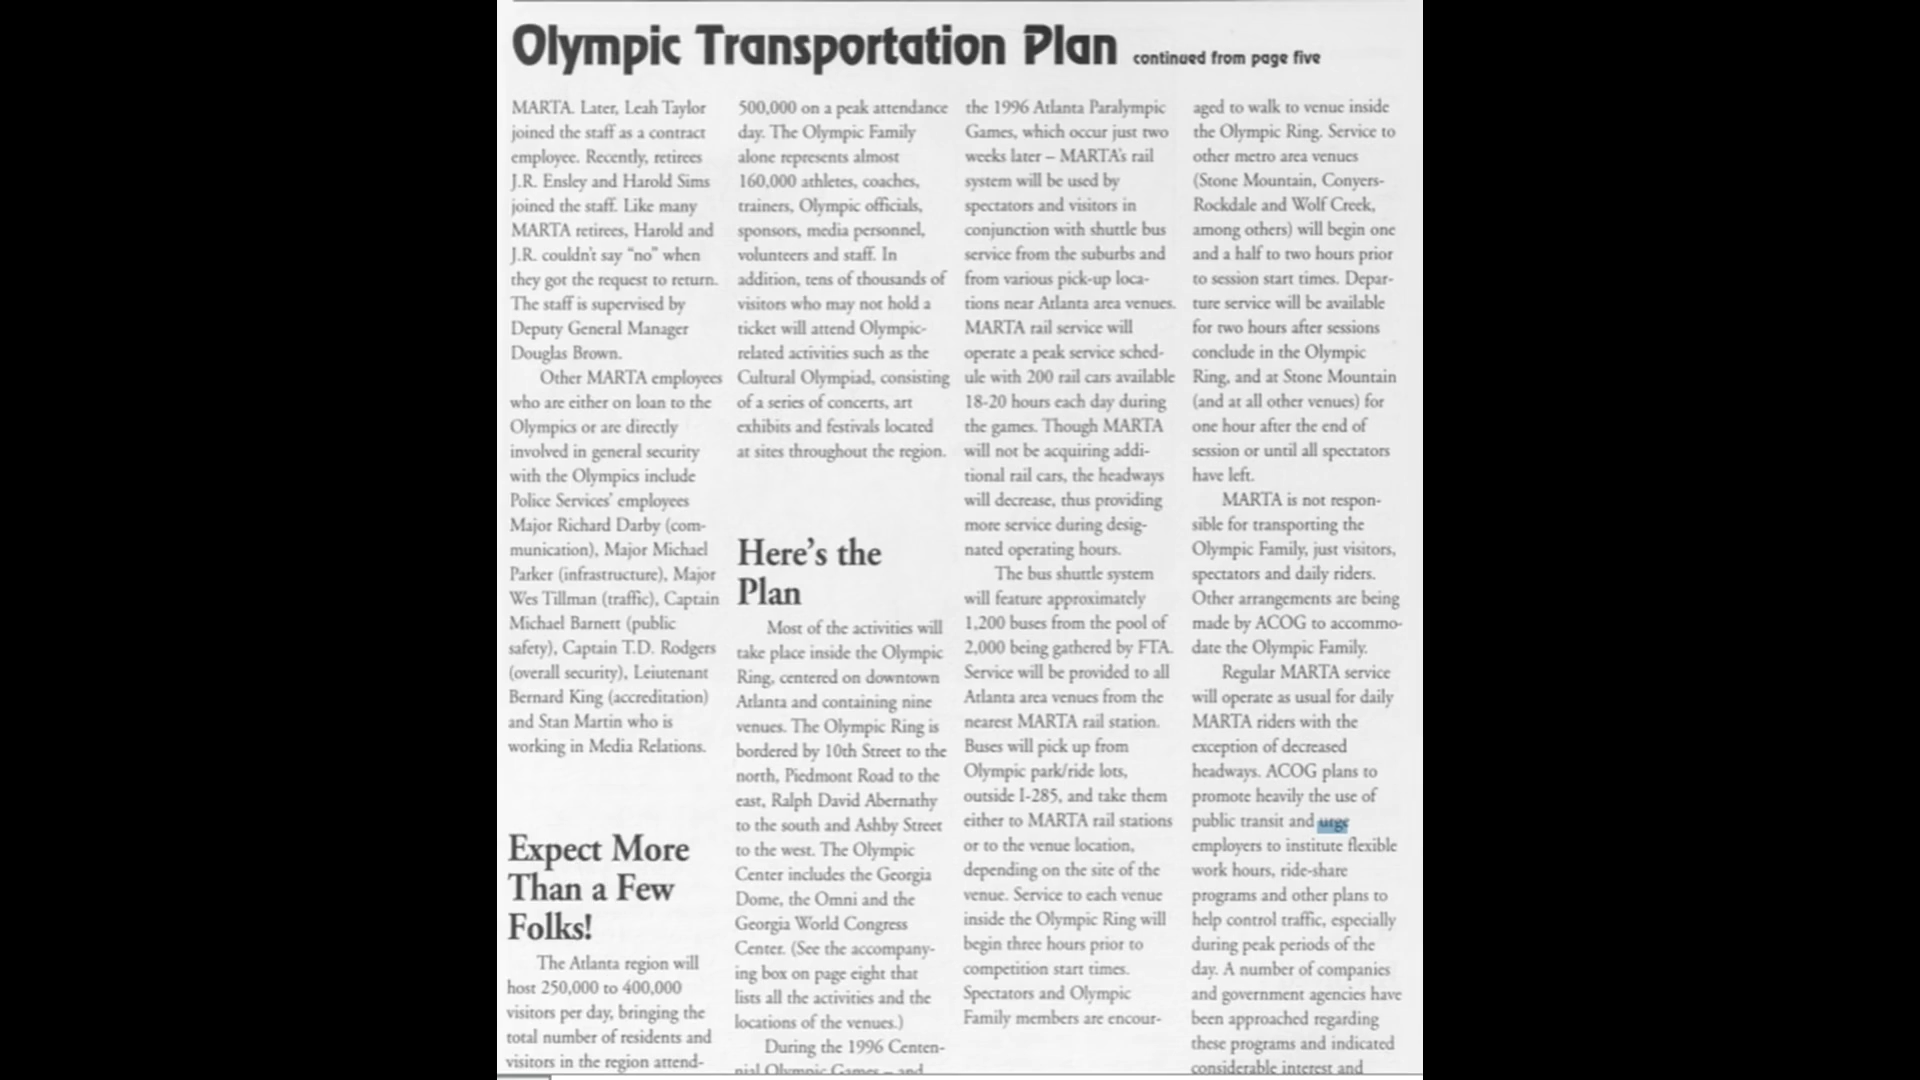 Olympic Transportation Plan continued from page five
MARTA. Later, Leah Taylor
joined the staff as a contract
employee. Recently, retirees
J.R. Ensley and Harold Sims
joined the staff. Like many
MARTA retirees, Harold and
J.R. couldn't say "no" when
they got the request to return.
The staff is supervised by
Deputy General Manager
Douglas Brown.
Other MARTA employees
who are either on loan to the
Olympics or are directly
involved in general security
with the Olympics include
Police Services' employees
Major Richard Darby (com-
munication), Major Michael
Parker (infrastructure), Major
Wes Tillman (traffic), Captain
Michael Barnett (public
safety), Captain T.D. Rodgers
(overall security), Leiutenant
Bernard King (accreditation)
and Stan Martin who is
working in Media Relations.
Expect More
Than a Few
Folks!
The Atlanta region will
host 250,000 to 400,000
visitors per day, bringing the
total number of residents and
visitors in the region attend-
500,000 on a peak attendance
day. The Olympic Family
alone represents almost
160,000 athletes, coaches,
trainers, Olympic officials,
sponsors, media personnel,
volunteers and staff. In
addition, tens of thousands of
visitors who may not hold a
ticket will attend Olympic-
related activities such as the
Cultural Olympiad, consisting
of a series of concerts, art
exhibits and festivals located
at sites throughout the region.
Here's the
Plan
Most of the activities will
take place inside the Olympic
Ring, centered on downtown
Atlanta and containing nine
venues. The Olympic Ring is
bordered by 10th Street to the
north, Piedmont Road to the
east, Ralph David Abernathy
to the south and Ashby Street
to the west. The Olympic
Center includes the Georgia
Dome, the Omni and the
Georgia World Congress
Center. (See the accompany-
ing box on page eight that
lists all the activities and the
locations of the venues.)
During the 1996 Centen-
nial Olympic Games – and
the 1996 Atlanta Paralympic
Games, which occur just two
weeks later – MARTA's rail
system will be used by
spectators and visitors in
conjunction with shuttle bus
service from the suburbs and
from various pick-up loca-
tions near Atlanta area venues.
MARTA rail service will
operate a peak service sched-
ule with 200 rail cars available
18-20 hours each day during
the games. Though MARTA
will not be acquiring addi-
tional rail cars, the headways
will decrease, thus providing
more service during desig-
nated operating hours.
The bus shuttle system
will feature approximately
1,200 buses from the pool of
2,000 being gathered by FTA.
Service will be provided to all
Atlanta area venues from the
nearest MARTA rail station.
Buses will pick up from
Olympic park/ride lots,
outside I-285, and take them
either to MARTA rail stations
or to the venue location,
depending on the site of the
venue. Service to each venue
inside the Olympic Ring will
begin three hours prior to
competition start times.
Spectators and Olympic
Family members are encour-
aged to walk to venue inside
the Olympic Ring. Service to
other metro area venues
(Stone Mountain, Conyers-
Rockdale and Wolf Creek,
among others) will begin one
and a half to two hours prior
to session start times. Depar-
ture service will be available
for two hours after sessions
conclude in the Olympic
Ring, and at Stone Mountain
(and at all other venues) for
one hour after the end of
session or until all spectators
have left.
MARTA is not respon-
sible for transporting the
Olympic Family, just visitors,
spectators and daily riders.
Other arrangements are being
made by ACOG to accommo-
date the Olympic Family.
Regular MARTA service
will operate as usual for daily
MARTA riders with the
exception of decreased
headways. ACOG plans to
promote heavily the use of
public transit and urge
employers to institute flexible
work hours, ride-share
programs and other plans to
help control traffic, especially
during peak periods of the
day. A number of companies
and government agencies have
been approached regarding
these programs and indicated
considerable interest and